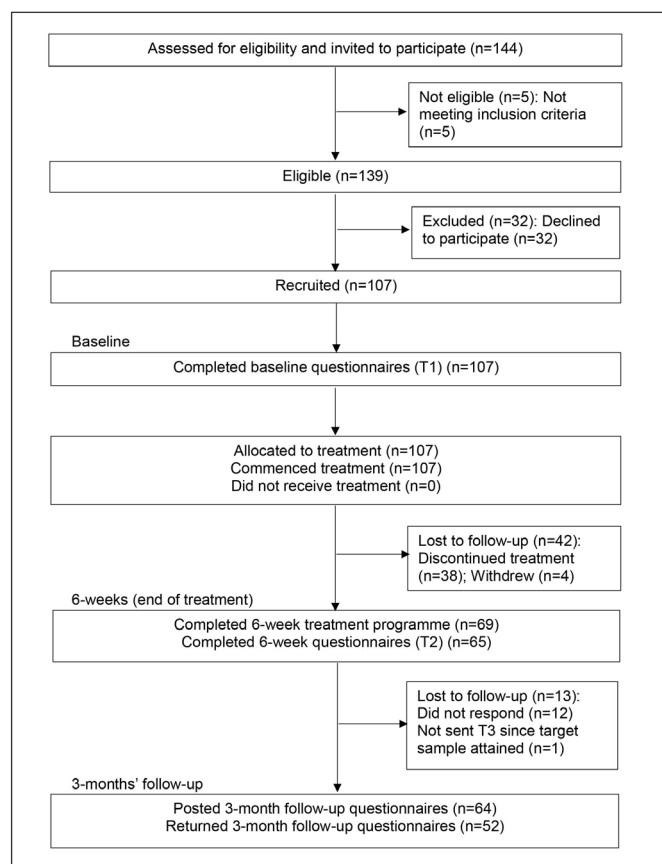 Assessed for eligibility and invited to participate (n=144)
Not eligible (n=5): Not
meeting inclusion criteria
(n=5)
Eligible (n=139)
Excluded (n=32): Declined
to participate (n=32)
Recruited (n=107)
Baseline
Completed baseline questionnaires (T1) (n=107)
Allocated to treatment (n=107)
Commenced treatment (n=107)
Did not receive treatment (n=0)
Lost to follow-up (n=42):
Discontinued treatment
(n=38); Withdrew (n=4)
6-weeks (end of treatment)
Completed 6-week treatment programme (n=69)
Completed 6-week questionnaires (T2) (n=65)
Lost to follow-up (n=13):
Did not respond (n=12)
Not sent T3 since target
sample attained (n=1)
3-months’ follow-up
Posted 3-month follow-up questionnaires (n=64)
Returned 3-month follow-up questionnaires (n=52)